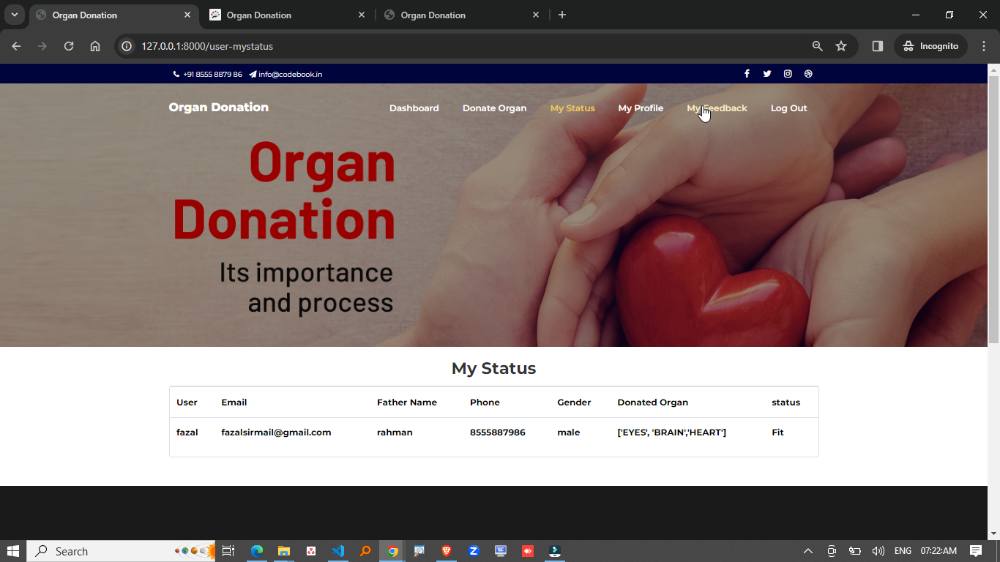 Organ Donation
Organ Donation
Organ Donation
127.0.0.1:8000/user-mystatus
Incognito
+91 8555 8879 86 info@codebook.in
Organ Donation Dashboard Donate Organ My Status My Profile My Feedback Log Out
Organ
Donation
Its importance
and process
My Status
User Email Father Name Phone Gender Donated Organ status
fazal fazalsirmail@gmail.com rahman 8555887986 male ['EYES', 'BRAIN','HEART'] Fit
Search
ENG 07:22:AM